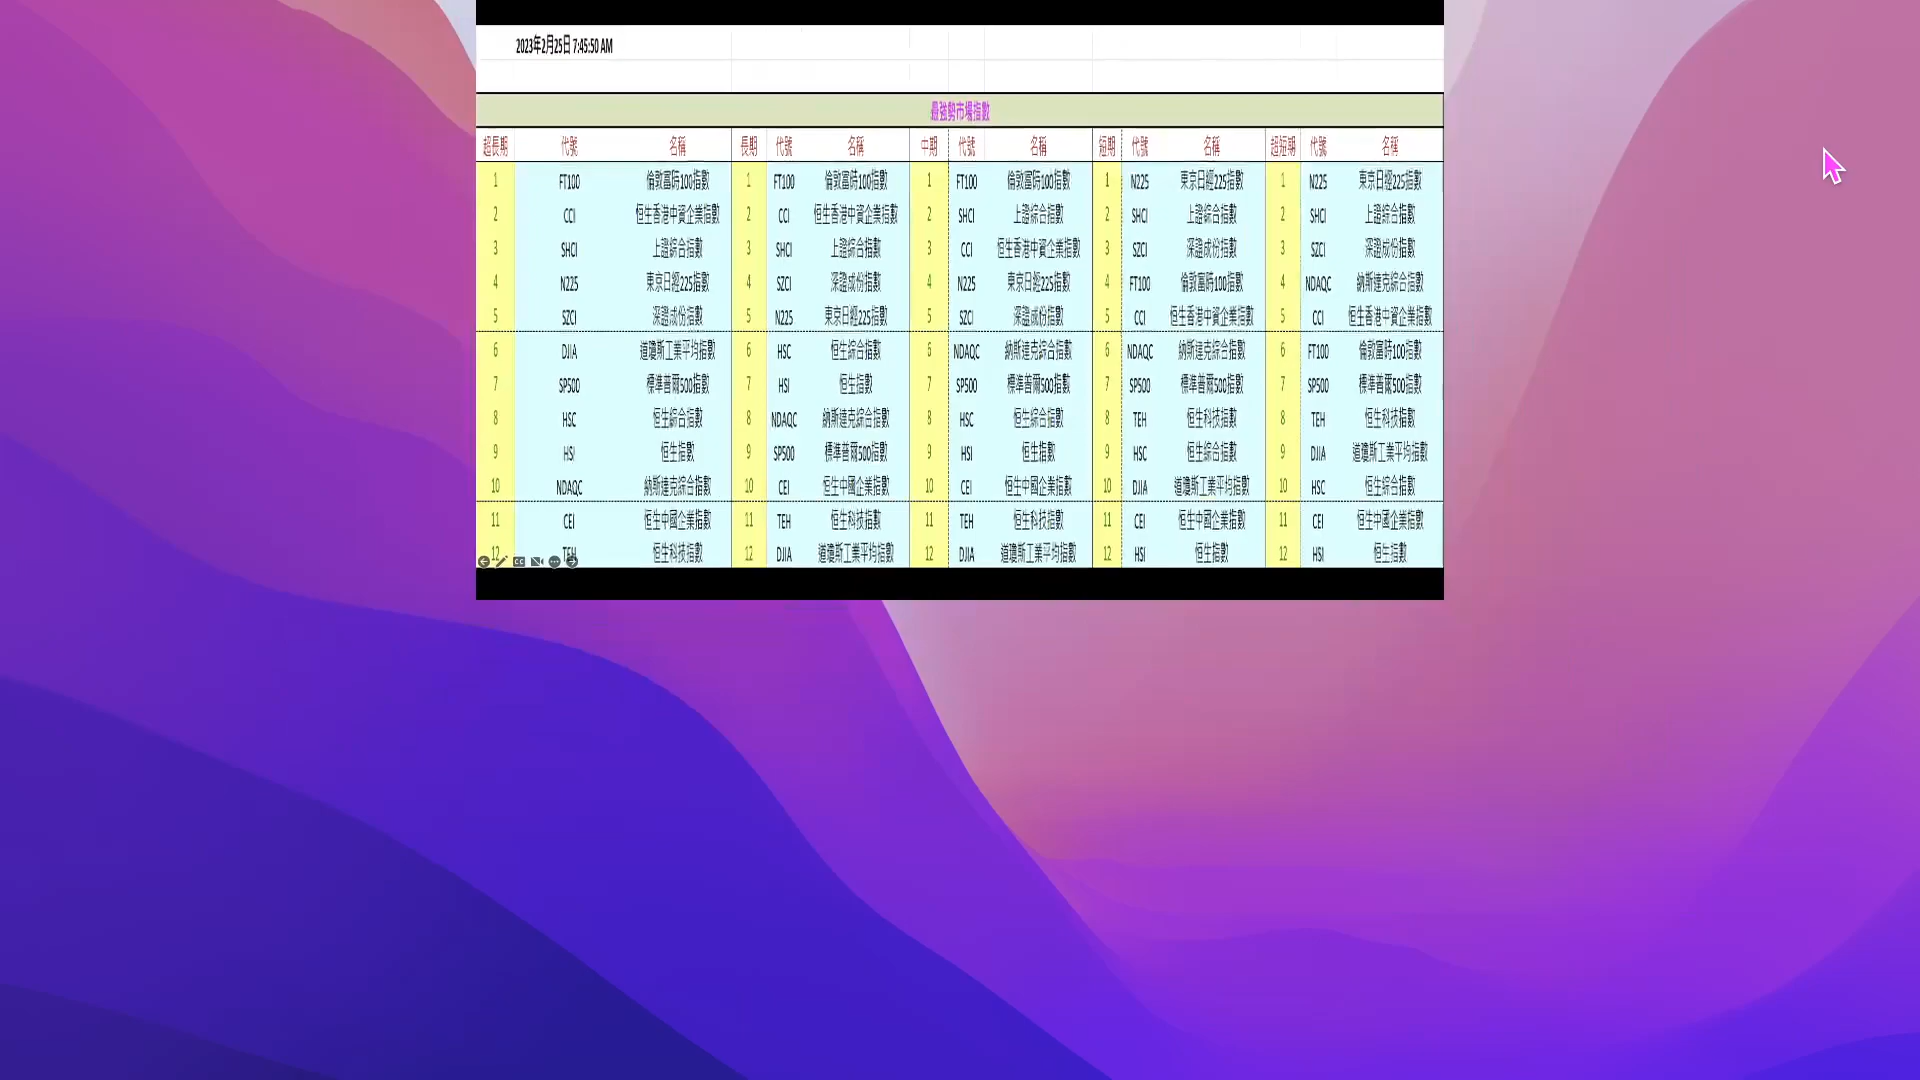 2023年2月25日 7:45:50 AM
最強勢市場指數
超長期 代號 名稱 長期 代號 名稱 中期 代號 名稱 短期 代號 名稱 超短期 代號 名稱
1 FT100 倫敦富時100指數 1 FT100 倫敦富時100指數 1 FT100 倫敦富時100指數 1 N225 東京日經225指數 1 N225 東京日經225指數
2 CCI 恒生香港中資企業指數 2 CCI 恒生香港中資企業指數 2 SHCI 上證綜合指數 2 SHCI 上證綜合指數 2 SHCI 上證綜合指數
3 SHCI 上證綜合指數 3 SHCI 上證綜合指數 3 CCI 恒生香港中資企業指數 3 SZCI 深證成份指數 3 SZCI 深證成份指數
4 N225 東京日經225指數 4 SZCI 深證成份指數 4 N225 東京日經225指數 4 FT100 倫敦富時100指數 4 NDAQC 納斯達克綜合指數
5 SZCI 深證成份指數 5 N225 東京日經225指數 5 SZCI 深證成份指數 5 CCI 恒生香港中資企業指數 5 CCI 恒生香港中資企業指數
6 DJIA 道瓊斯工業平均指數 6 HSC 恒生綜合指數 6 NDAQC 納斯達克綜合指數 6 NDAQC 納斯達克綜合指數 6 FT100 倫敦富時100指數
7 SP500 標準普爾500指數 7 HSI 恒生指數 7 SP500 標準普爾500指數 7 SP500 標準普爾500指數 7 SP500 標準普爾500指數
8 HSC 恒生綜合指數 8 NDAQC 納斯達克綜合指數 8 HSC 恒生綜合指數 8 TEH 恒生科技指數 8 TEH 恒生科技指數
9 HSI 恒生指數 9 SP500 標準普爾500指數 9 HSI 恒生指數 9 HSC 恒生綜合指數 9 DJIA 道瓊斯工業平均指數
10 NDAQC 納斯達克綜合指數 10 CEI 恒生中國企業指數 10 CEI 恒生中國企業指數 10 DJIA 道瓊斯工業平均指數 10 HSC 恒生綜合指數
11 CEI 恒生中國企業指數 11 TEH 恒生科技指數 11 TEH 恒生科技指數 11 CEI 恒生中國企業指數 11 CEI 恒生中國企業指數
12 TEH 恒生科技指數 12 DJIA 道瓊斯工業平均指數 12 DJIA 道瓊斯工業平均指數 12 HSI 恒生指數 12 HSI 恒生指數